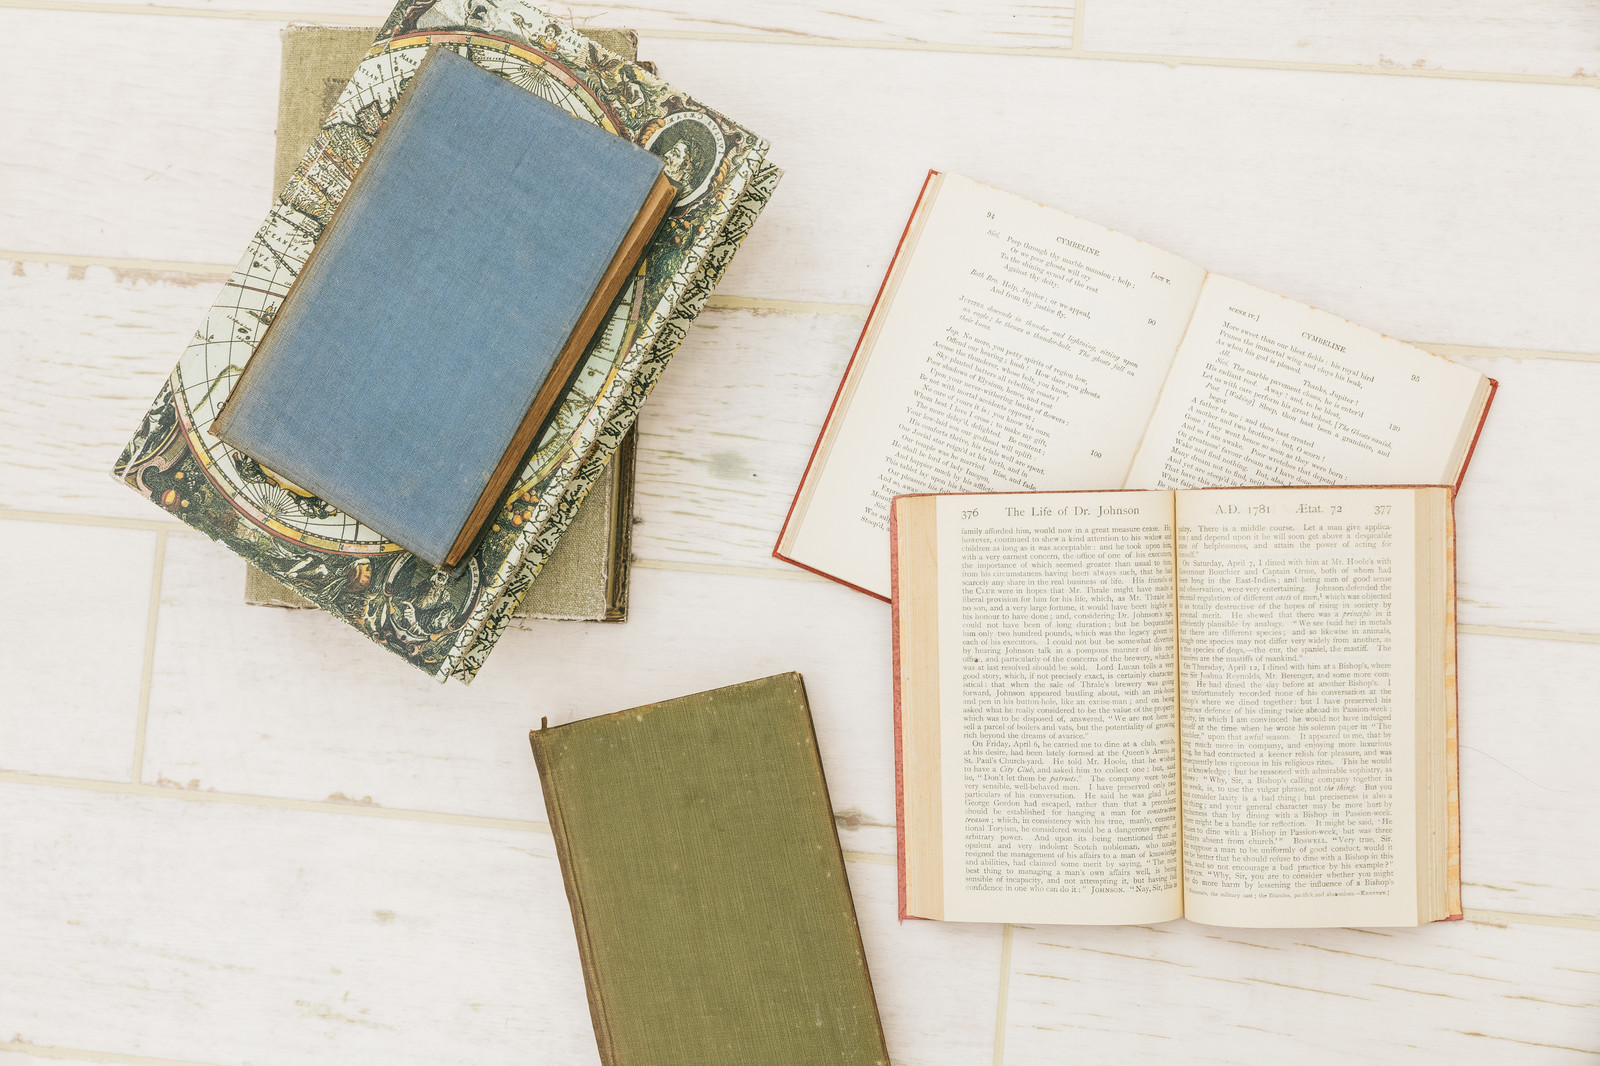 94
CYMBELINE
[ACT V.
Sici. Peep through thy marble mansion; help;
Or we poor ghosts will cry
To the shining synod of the rest
Against thy deity.
Both Bro. Help, Jupiter; or we appeal,
And from thy justice fly.
90
JUPITER descends in thunder and lightning, sitting upon
an eagle; he throws a thunder-bolt. The ghosts fall on
their knees.
Jup. No more, you petty spirits of region low,
Offend our hearing; hush! How dare you ghosts
Accuse the thunderer, whose bolt, you know,
Sky-planted batters all rebelling coasts?
Poor shadows of Elysium, hence, and rest
Upon your never-withering banks of flowers:
Be not with mortal accidents opprest;
No care of yours it is; you know 'tis ours.
Whom best I love I cross; to make my gift,
The more delay'd, delighted. Be content;
100
Your low-laid son our godhead will uplift:
His comforts thrive, his trials well are spent.
Our Jovial star reign'd at his birth, and in
Our temple was he married. Rise, and fade.
He shall be lord of lady Imogen,
And happier much by his
This tablet lay upon his
Our pleasure his
And so, away
SCENE IV.]
CYMBELINE
95
More sweet than our blest fields: his royal bird
Prunes the immortal wing and cloys his beak,
As when his god is pleased.
All. Thanks, Jupiter!
Sici. The marble pavement closes, he is enter'd
His radiant roof. Away! and, to be blest,
Let us with care perform his great behest. [The Ghosts vanish.
120
Post. [Waking] Sleep, thou hast been a grandsire, and
begot
A father to me; and thou hast created
A mother and two brothers: but, O scorn!
Gone! they went hence so soon as they were born:
And so I am awake. Poor wretches that depend
On greatness' favour dream as I have done,
Wake and find nothing. But, alas, I
Many dream not to find,
And yet are steep'd in
That have this
What fairies
376 The Life of Dr. Johnson
family afforded him, would now in a great measure cease. He,
however, continued to shew a kind attention to his widow and
children as long as it was acceptable: and he took upon him,
with a very earnest concern, the office of one of his executors,
the importance of which seemed greater than usual to him,
from his circumstances having been always such, that he had
scarcely any share in the real business of life. His friends of
the CLUB were in hopes that Mr. Thrale might have made a
liberal provision for him for his life, which, as Mr. Thrale left
no son, and a very large fortune, it would have been highly to
his honour to have done; and, considering Dr. Johnson's age,
could not have been of long duration; but he bequeathed
him only two hundred pounds, which was the legacy given to
each of his executors. I could not but be somewhat diverted
by hearing Johnson talk in a pompous manner of his new
office, and particularly of the concerns of the brewery, which it
was at last resolved should be sold. Lord Lucan tells a very
good story, which, if not precisely exact, is certainly character-
istical: that when the sale of Thrale's brewery was going
forward, Johnson appeared bustling about, with an ink-horn
and pen in his button-hole, like an excise-man; and on being
asked what he really considered to be the value of the property
which was to be disposed of, answered, "We are not here to
sell a parcel of boilers and vats, but the potentiality of growing
rich beyond the dreams of avarice."
On Friday, April 6, he carried me to dine at a club, which,
at his desire, had been lately formed at the Queen's Arms, in
St. Paul's Church-yard. He told Mr. Hoole, that he wished
to have a City Club, and asked him to collect one; but, said
he, "Don't let them be patriots." The company were to-day
very sensible, well-behaved men. I have preserved only two
particulars of his conversation. He said he was glad Lord
George Gordon had escaped, rather than that a precedent
should be established for hanging a man for constructive
treason; which, in consistency with his true, manly, constitu-
tional Toryism, he considered would be a dangerous engine of
arbitrary power. And upon its being mentioned that an
opulent and very indolent Scotch nobleman, who totally
resigned the management of his affairs to a man of knowledge
and abilities, had claimed some merit by saying, "The next
best thing to managing a man's own affairs well, is being
sensible of incapacity, and not attempting it, but having full
confidence in one who can do it:" JOHNSON. "Nay, Sir, this is
A.D. 1781 Ætat. 72 377
paltry. There is a middle course. Let a man give applica-
tion; and depend upon it he will soon get above a despicable
state of helplessness, and attain the power of acting for
himself."
On Saturday, April 7, I dined with him at Mr. Hoole's with
Governour Bouchier and Captain Orme, both of whom had
been long in the East-Indies; and being men of good sense
and observation, were very entertaining. Johnson defended the
oriental regulation of different casts of men, which was objected
to as totally destructive of the hopes of rising in society by
personal merit. He shewed that there was a principle in it
sufficiently plausible by analogy. "We see (said he) in metals
that there are different species; and so likewise in animals,
though one species may not differ very widely from another, as
the species of dogs,—the cur, the spaniel, the mastiff. The
Bramins are the mastiffs of mankind."
On Thursday, April 12, I dined with him at a Bishop's, where
were Sir Joshua Reynolds, Mr. Berenger, and some more com-
pany. He had dined the day before at another Bishop's. I
have unfortunately recorded none of his conversation at the
Bishop's where we dined together: but I have preserved his
ingenious defence of his dining twice abroad in Passion-week;
laxity, in which I am convinced he would not have indulged
himself at the time when he wrote his solemn paper in "The
Rambler," upon that awful season. It appeared to me, that by
being much more in company, and enjoying more luxurious
living, he had contracted a keener relish for pleasure, and was
consequently less rigorous in his religious rites. This he would
not acknowledge; but he reasoned with admirable sophistry, as
follows: "Why, Sir, a Bishop's calling company together in
this week, is, to use the vulgar phrase, not the thing. But you
must consider laxity is a bad thing; but preciseness is also a
bad thing; and your general character may be more hurt by
preciseness than by dining with a Bishop in Passion-week.
There might be a handle for reflection. It might be said, 'He
refuses to dine with a Bishop in Passion-week, but was three
Sundays absent from church.'" BOSWELL. "Very true, Sir.
But suppose a man to be uniformly of good conduct, would it
not be better that he should refuse to dine with a Bishop in this
week, and so not encourage a bad practice by his example?"
JOHNSON. "Why, Sir, you are to consider whether you might
not do more harm by lessening the influence of a Bishop's